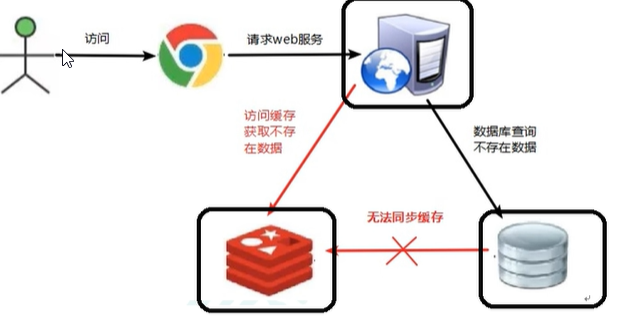 访问
请求web服务
访问缓存
获取不存
在数据
数据库查询
不存在数据
无法同步缓存